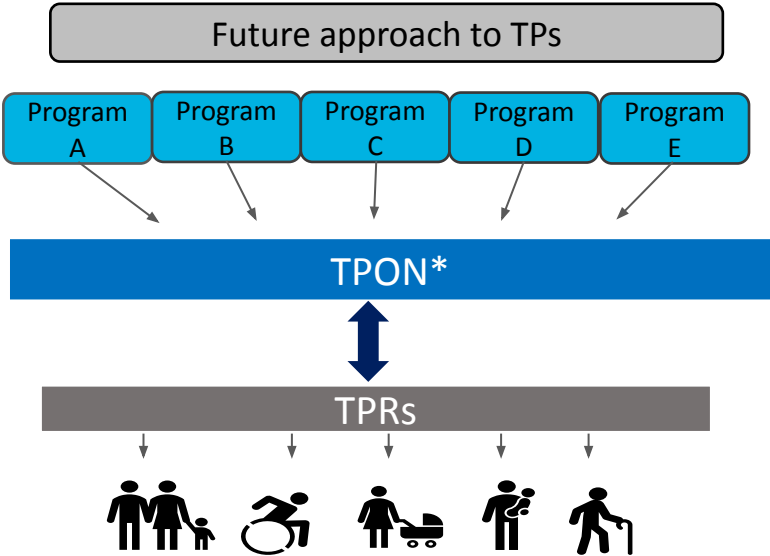 Future approach to TPs
Program
A
Program
B
Program
C
Program
D
Program
E
TPON*
TPRs